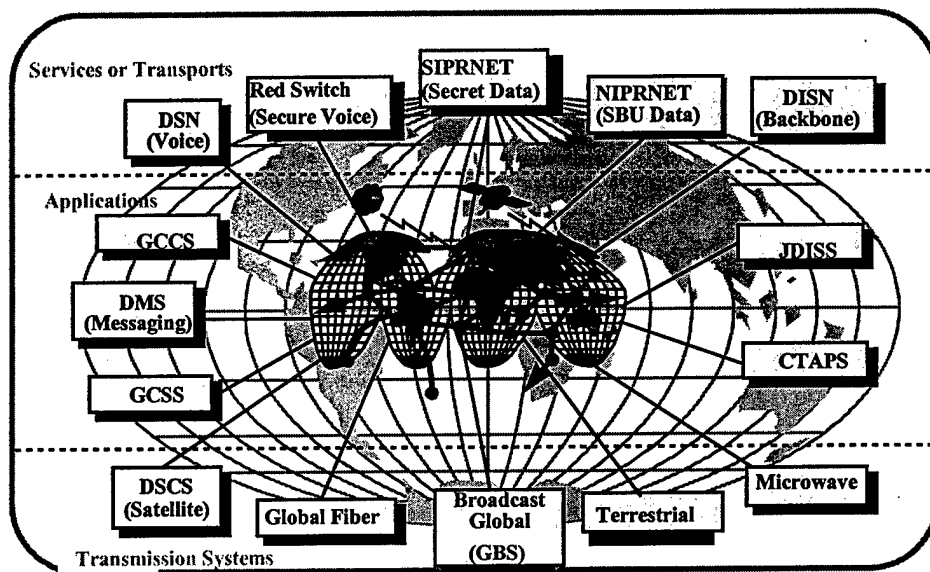 Services or Transports
DSN
(Voice)
Red Switch
(Secure Voice)
SIPRNET
(Secret Data)
NIPRNET
(SBU Data)
DISN
(Backbone)
Applications
GCCS
DMS
(Messaging)
GCSS
JDISS
CTAPS
DSCS
(Satellite)
Global Fiber
Broadcast
Global
(GBS)
Terrestrial
Microwave
Transmission Systems